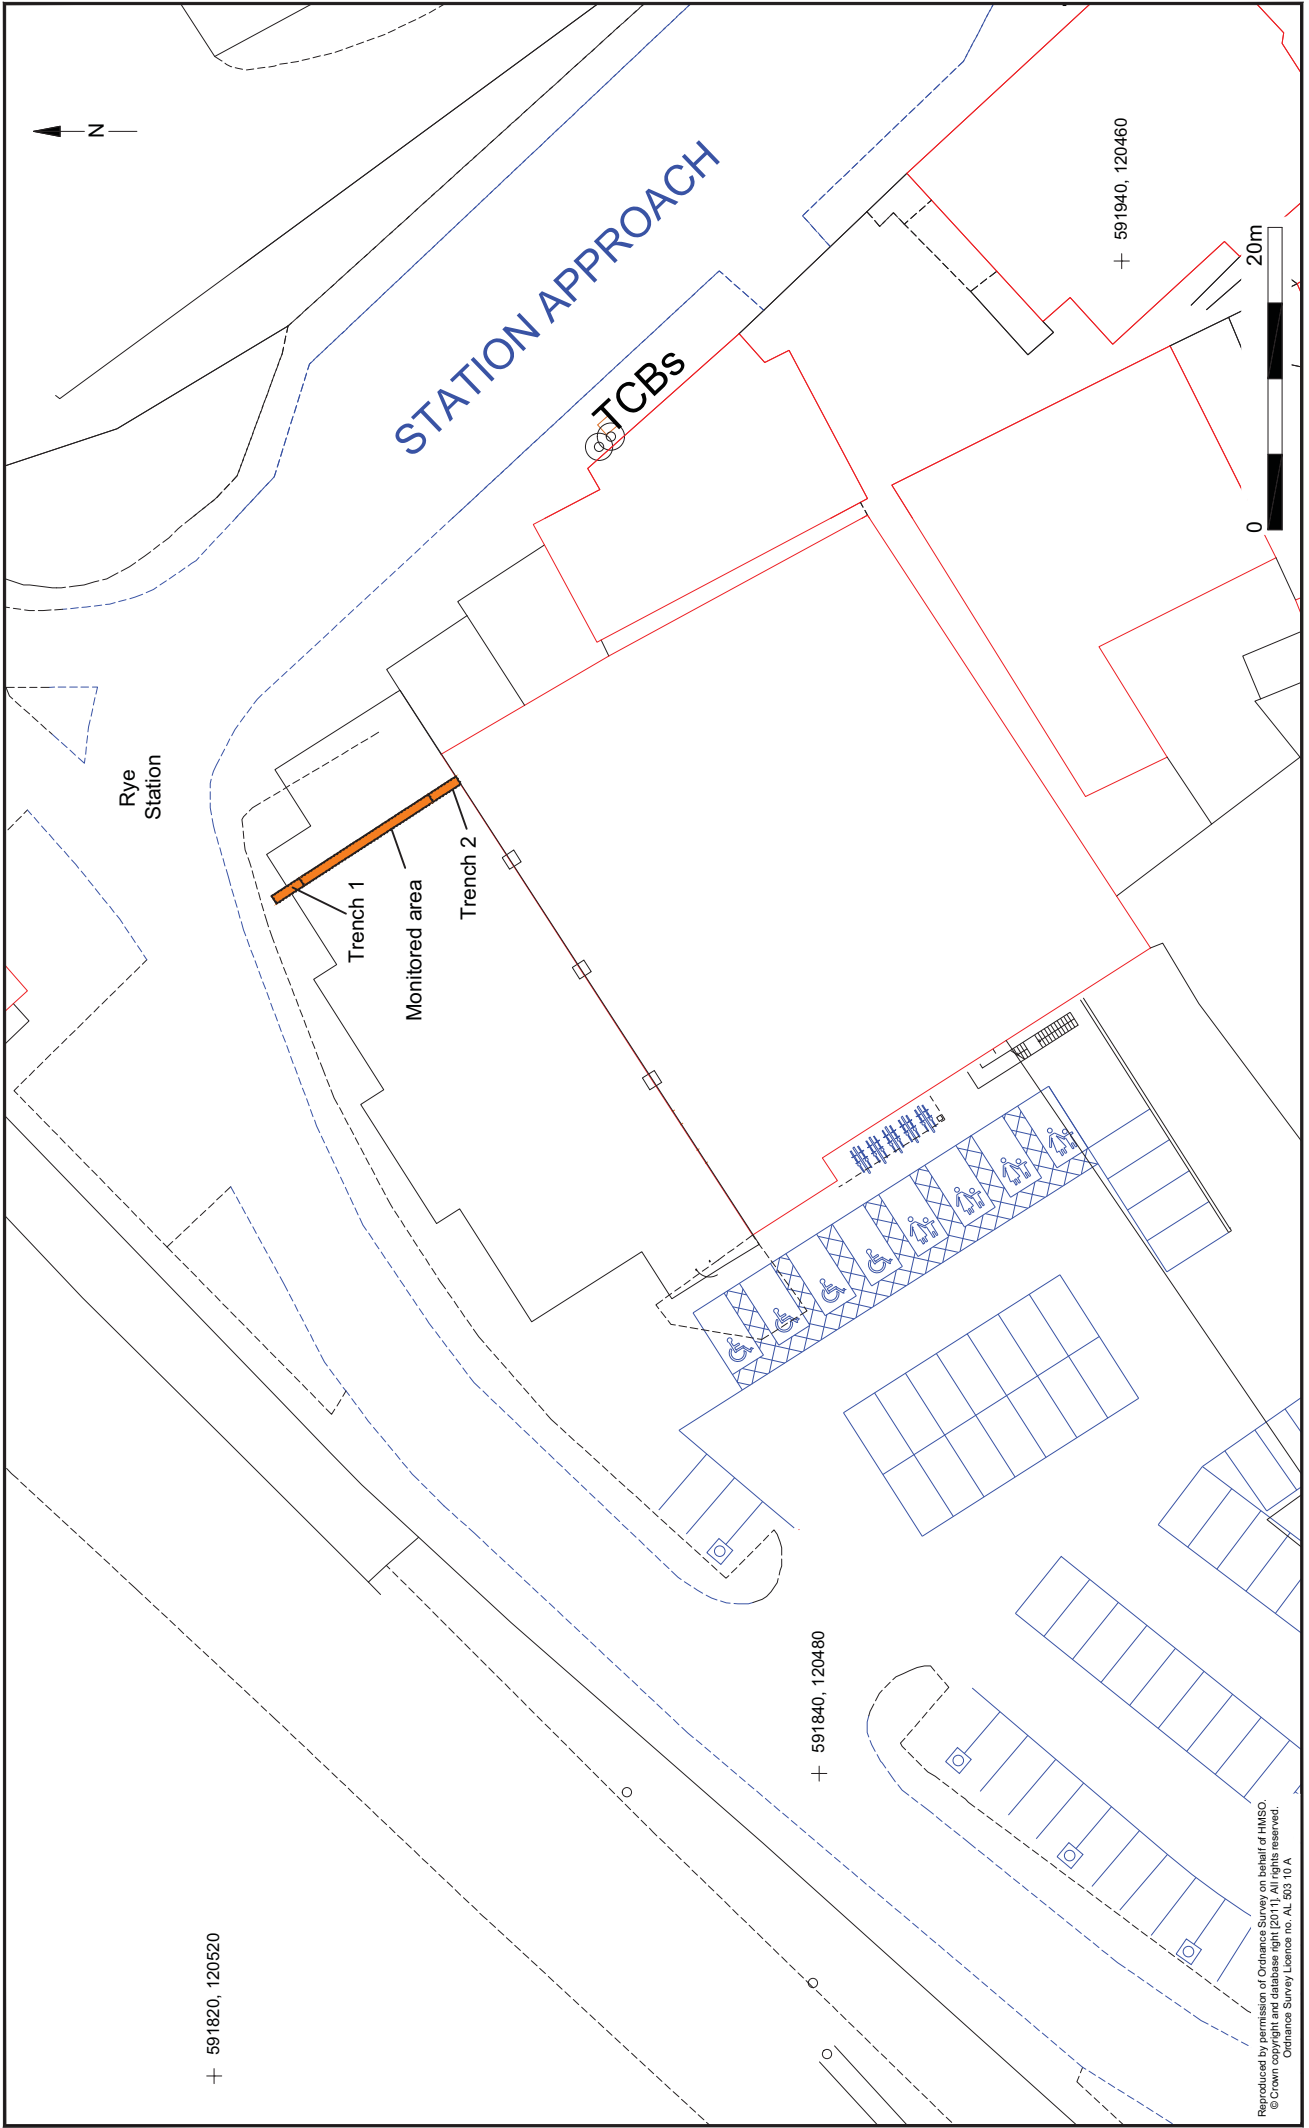 N
STATION APPROACH
TCBs
591940, 120460
20m
0
Rye
Station
Trench 1
Monitored area
Trench 2
591840, 120480
591820, 120520
Reproduced by permission of Ordnance Survey on behalf of HMSO.
© Crown copyright and database right [2011]. All rights reserved.
Ordnance Survey Licence no. AL 503 10 A